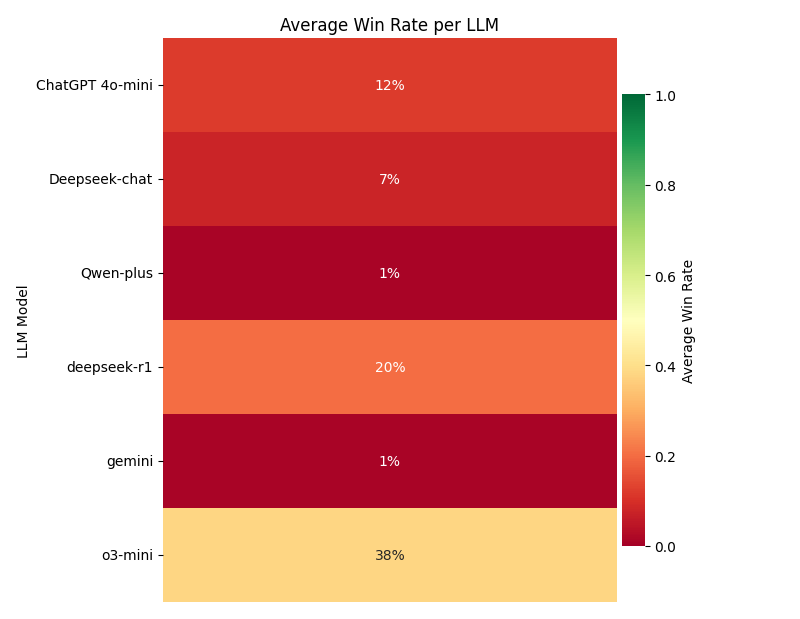 Average Win Rate per LLM
LLM Model
ChatGPT 4o-mini
12%
Deepseek-chat
7%
Qwen-plus
1%
deepseek-r1
20%
gemini
1%
o3-mini
38%
1.0
0.8
0.6
0.4
0.2
0.0
Average Win Rate